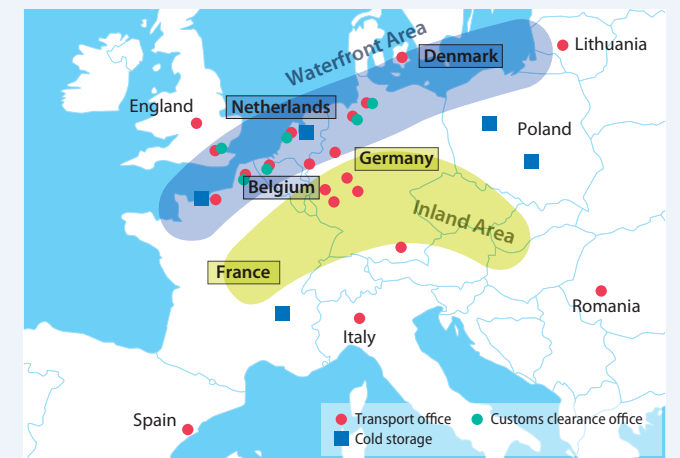 Waterfront Area
Denmark
Lithuania
England
Netherlands
Poland
Germany
Belgium
Inland Area
France
Romania
Italy
Spain
Transport office
Customs clearance office
Cold storage